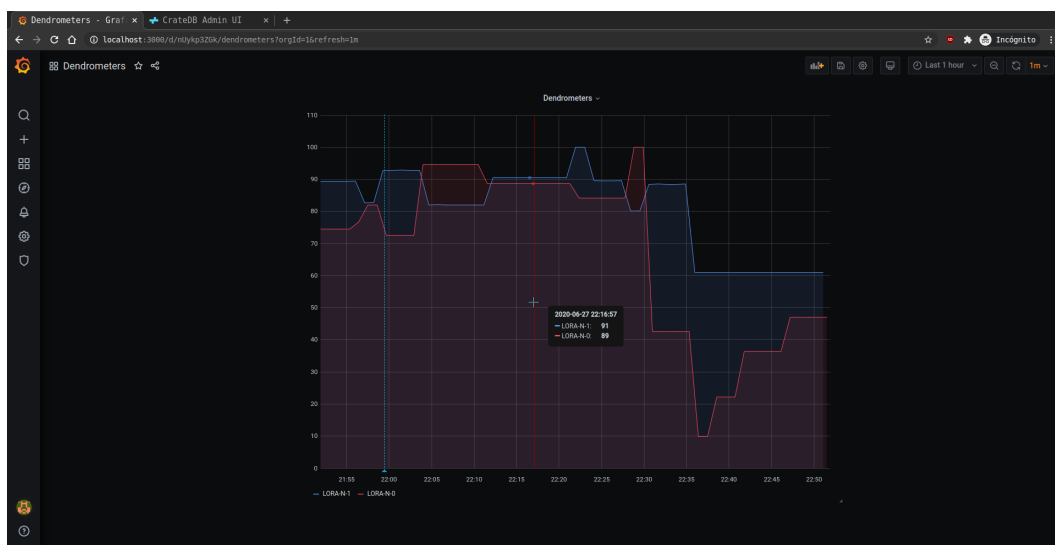 Dendrometers - Graf × CrateDB Admin UI × +
localhost:3000/d/nUykp3ZGk/dendrometers?orgId=1&refresh=1m Incógnito
Dendrometers Last 1 hour 1m
Dendrometers
110
100
90
80
70
60
50
40
30
20
10
0
2020-06-27 22:16:57
LORA-N-1: 91
LORA-N-0: 89
21:55 22:00 22:05 22:10 22:15 22:20 22:25 22:30 22:35 22:40 22:45 22:50
LORA-N-1 LORA-N-0